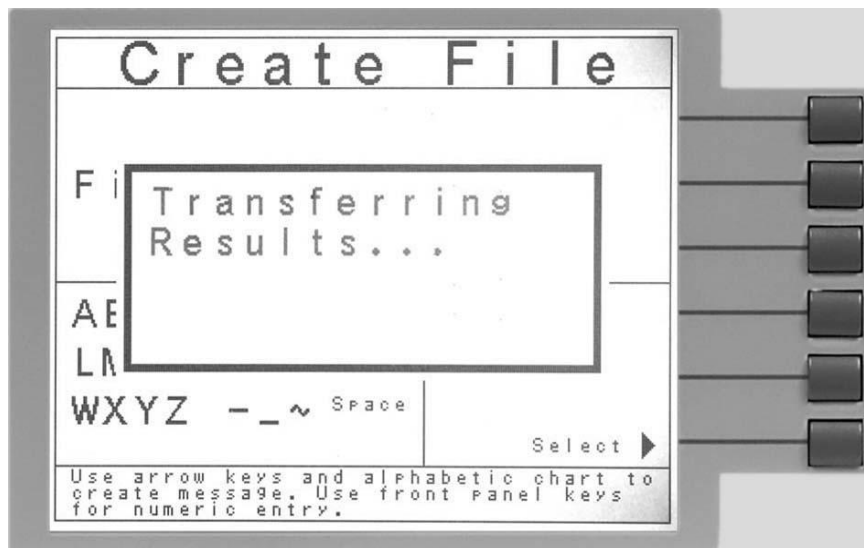 Create File
Fi
Transferring
Results...
AB
LM
WXYZ -_~ Space
Select
Use arrow keys and alphabetic chart to
create message. Use front panel keys
for numeric entry.